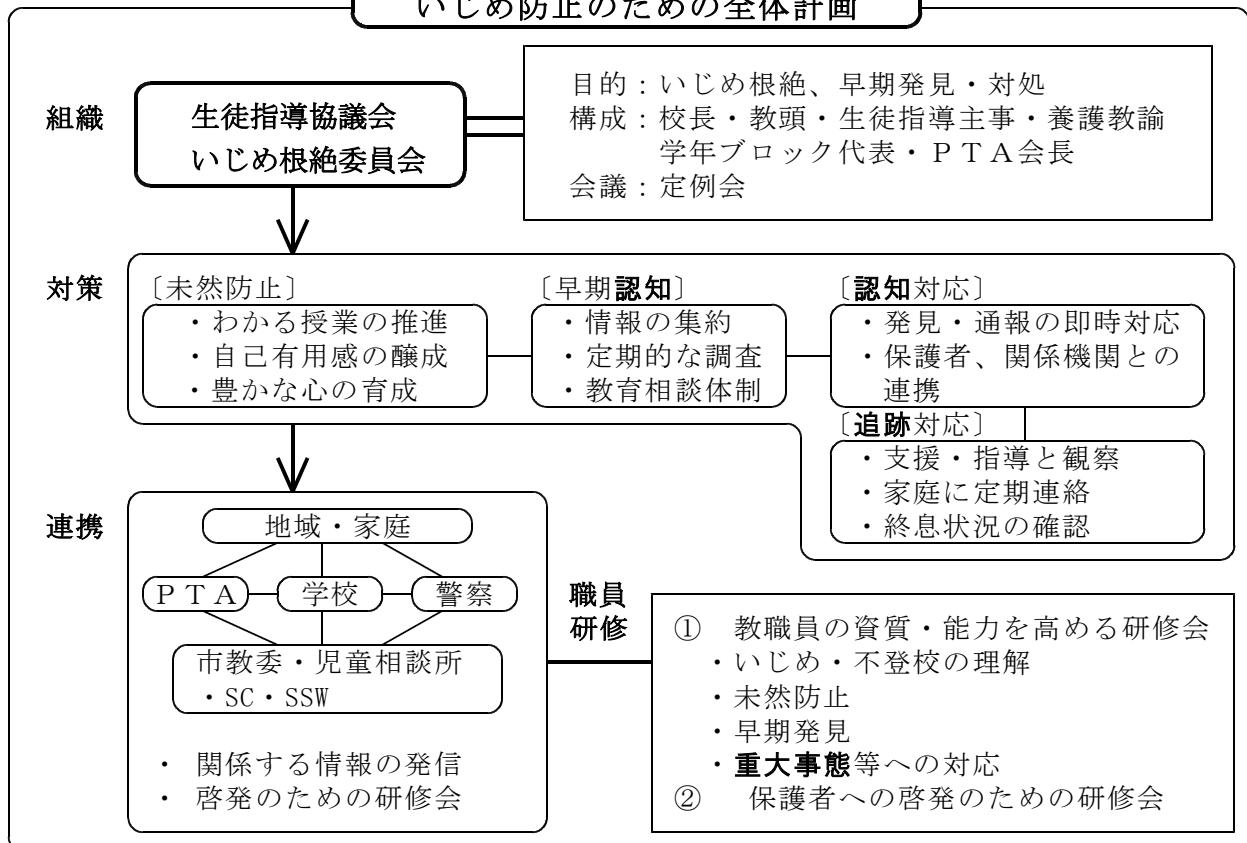 いじめ防止のための全体計画
組織
生徒指導協議会
いじめ根絶委員会
目的：いじめ根絶、早期発見・対処
構成：校長・教頭・生徒指導主事・養護教諭
学年ブロック代表・ＰＴＡ会長
会議：定例会
対策
〔未然防止〕
・わかる授業の推進
・自己有用感の醸成
・豊かな心の育成
〔早期認知〕
・情報の集約
・定期的な調査
・教育相談体制
〔認知対応〕
・発見・通報の即時対応
・保護者、関係機関との
連携
〔追跡対応〕
・支援・指導と観察
・家庭に定期連絡
・終息状況の確認
連携
地域・家庭
ＰＴＡ
学校
警察
市教委・児童相談所
・SC・SSW
・ 関係する情報の発信
・ 啓発のための研修会
職員
研修
① 教職員の資質・能力を高める研修会
・いじめ・不登校の理解
・未然防止
・早期発見
・重大事態等への対応
② 保護者への啓発のための研修会